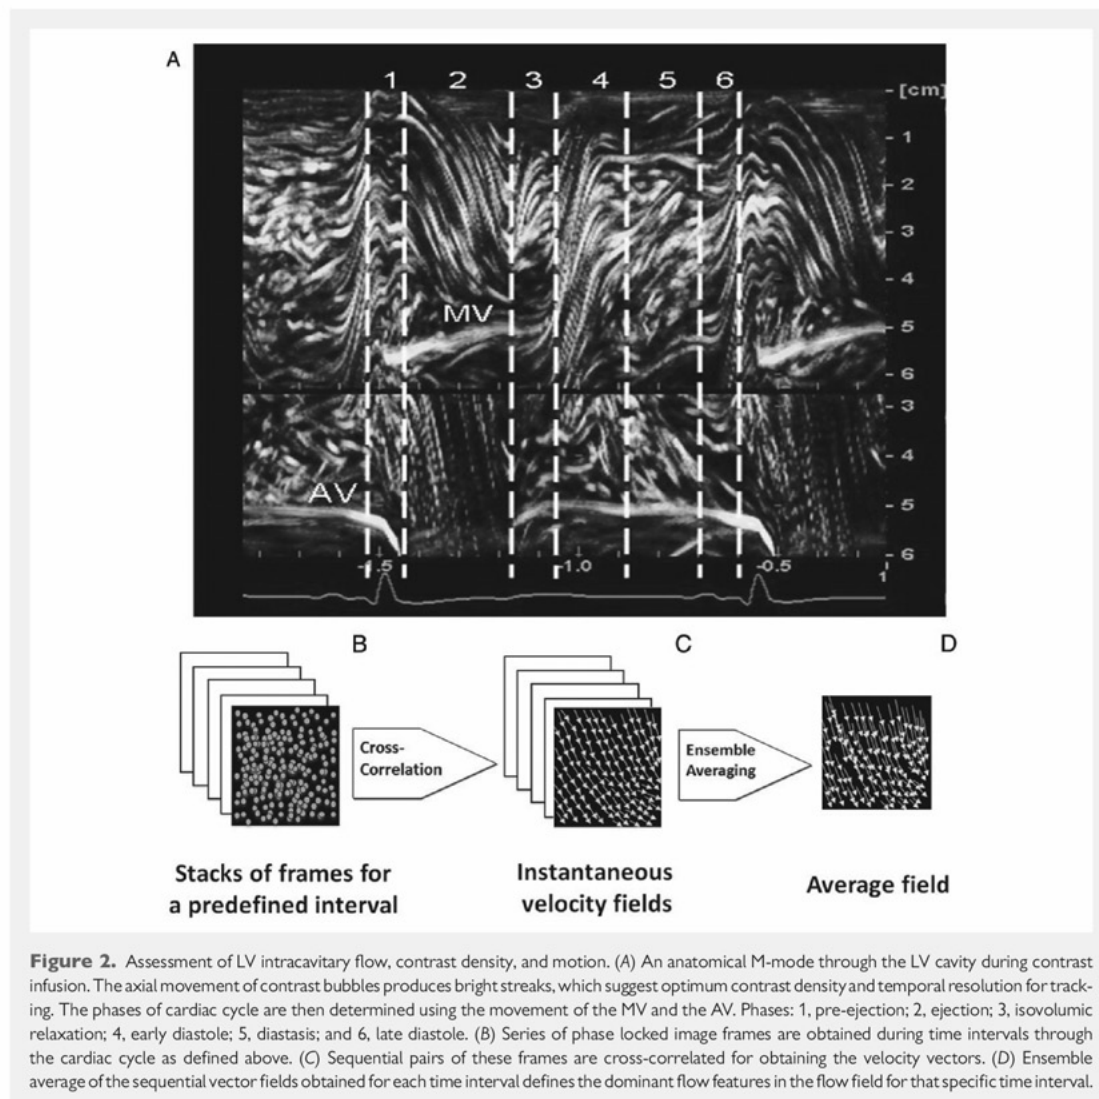 A
1 2 3 4 5 6
[cm]
1
2
3
4
MV
5
6
3
4
AV
5
6
-1.5 -1.0 -0.5
1
B C D
Cross-
Correlation
Ensemble
Averaging
Stacks of frames for
a predefined interval
Instantaneous
velocity fields
Average field
Figure 2. Assessment of LV intracavitary flow, contrast density, and motion. (A) An anatomical M-mode through the LV cavity during contrast
infusion. The axial movement of contrast bubbles produces bright streaks, which suggest optimum contrast density and temporal resolution for track-
ing. The phases of cardiac cycle are then determined using the movement of the MV and the AV. Phases: 1, pre-ejection; 2, ejection; 3, isovolumic
relaxation; 4, early diastole; 5, diastasis; and 6, late diastole. (B) Series of phase locked image frames are obtained during time intervals through
the cardiac cycle as defined above. (C) Sequential pairs of these frames are cross-correlated for obtaining the velocity vectors. (D) Ensemble
average of the sequential vector fields obtained for each time interval defines the dominant flow features in the flow field for that specific time interval.